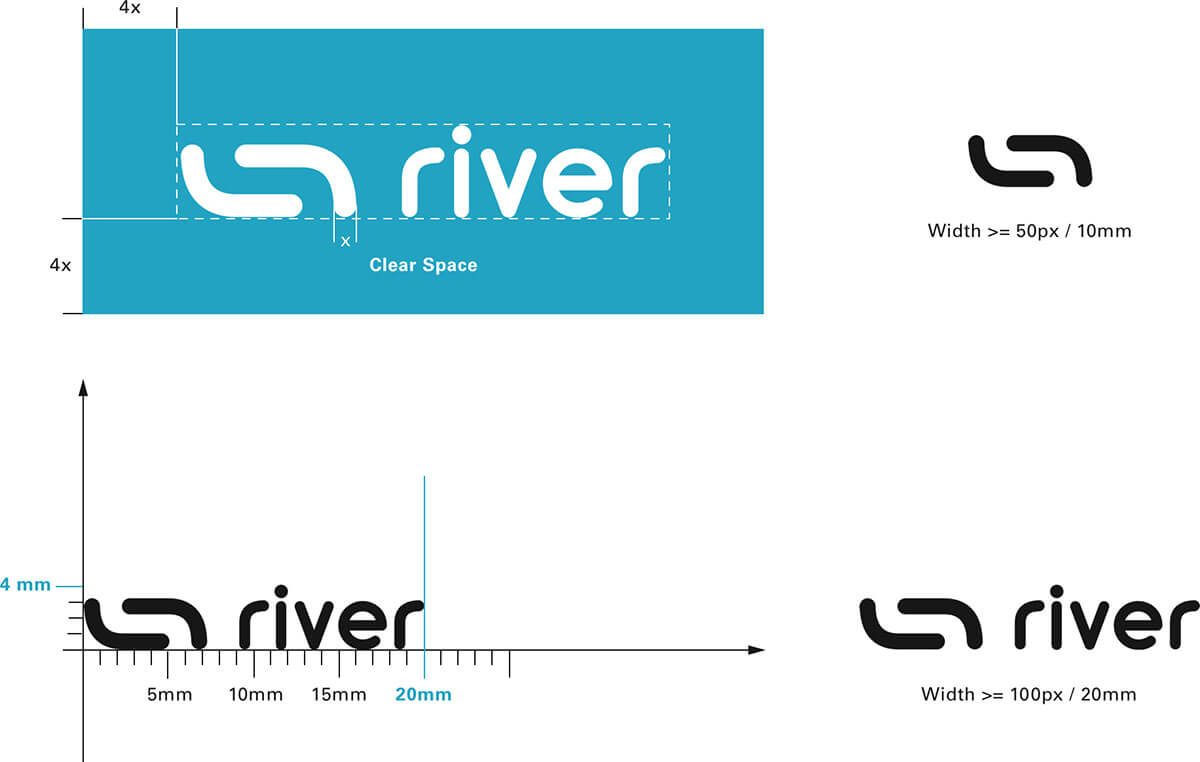 4x
river
x
4x
Clear Space
Width >= 50px / 10mm
4 mm
river
5mm 10mm 15mm 20mm
river
Width >= 100px / 20mm